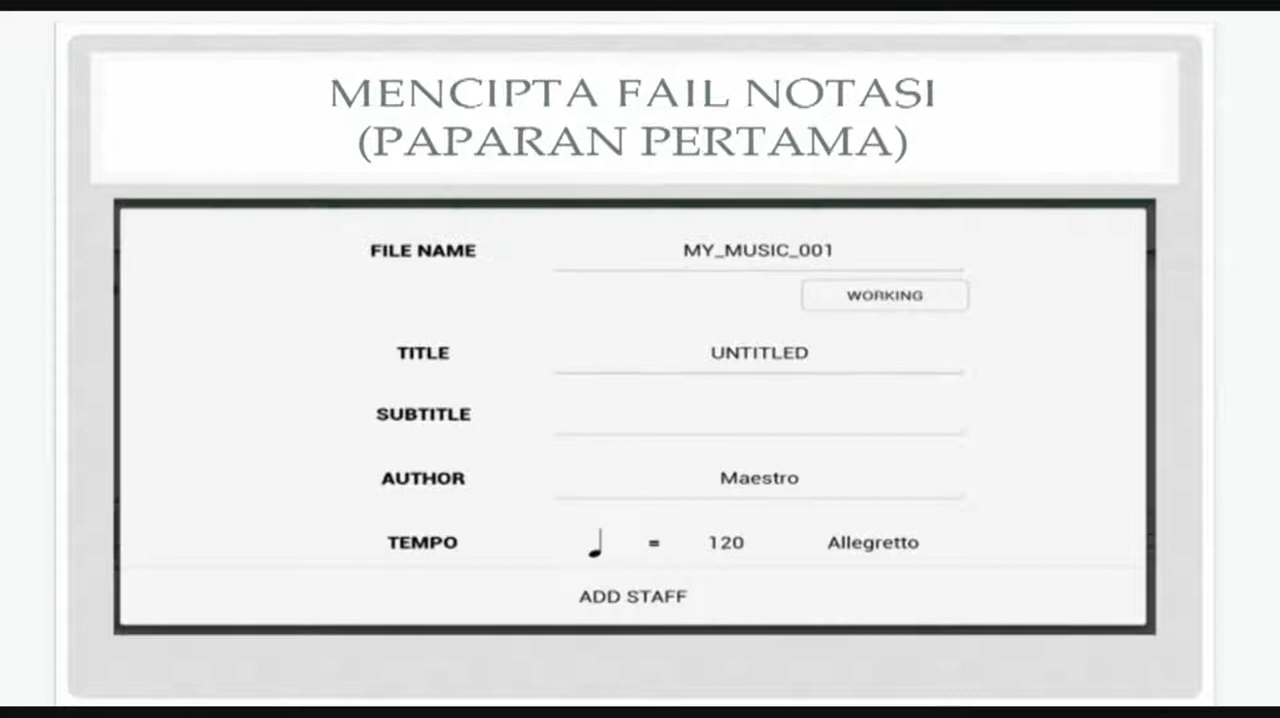 MENCIPTA FAIL NOTASI
(PAPARAN PERTAMA)
FILE NAME MY_MUSIC_001
WORKING
TITLE UNTITLED
SUBTITLE
AUTHOR Maestro
TEMPO ♩ = 120 Allegretto
ADD STAFF